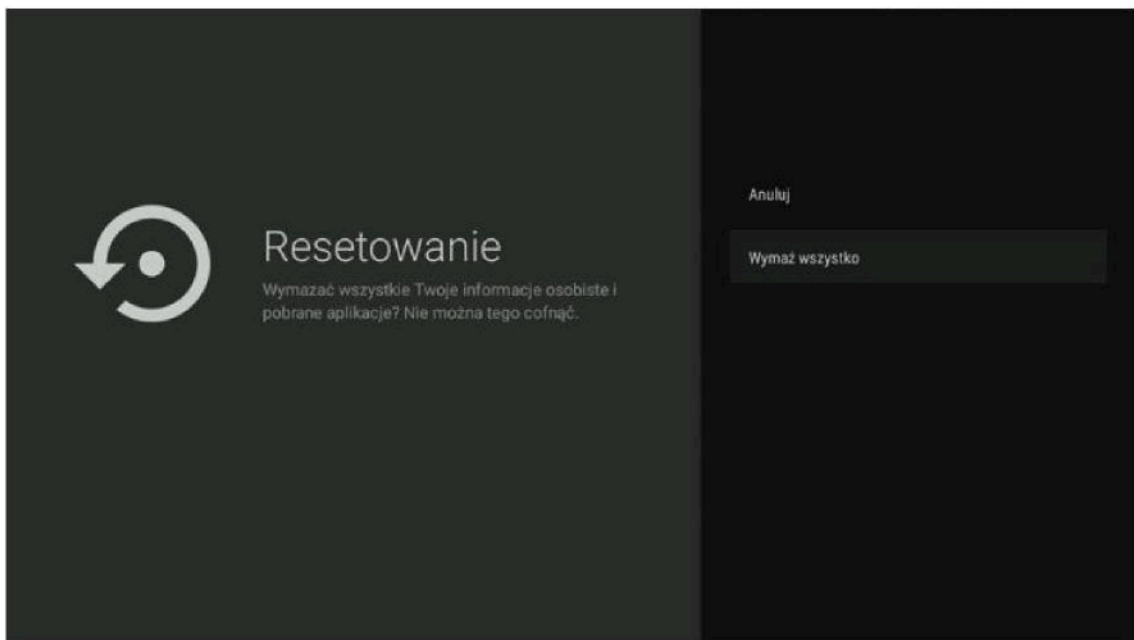 Resetowanie
Wymazać wszystkie Twoje informacje osobiste i
pobrane aplikacje? Nie można tego cofnąć.
Anuluj
Wymaż wszystko